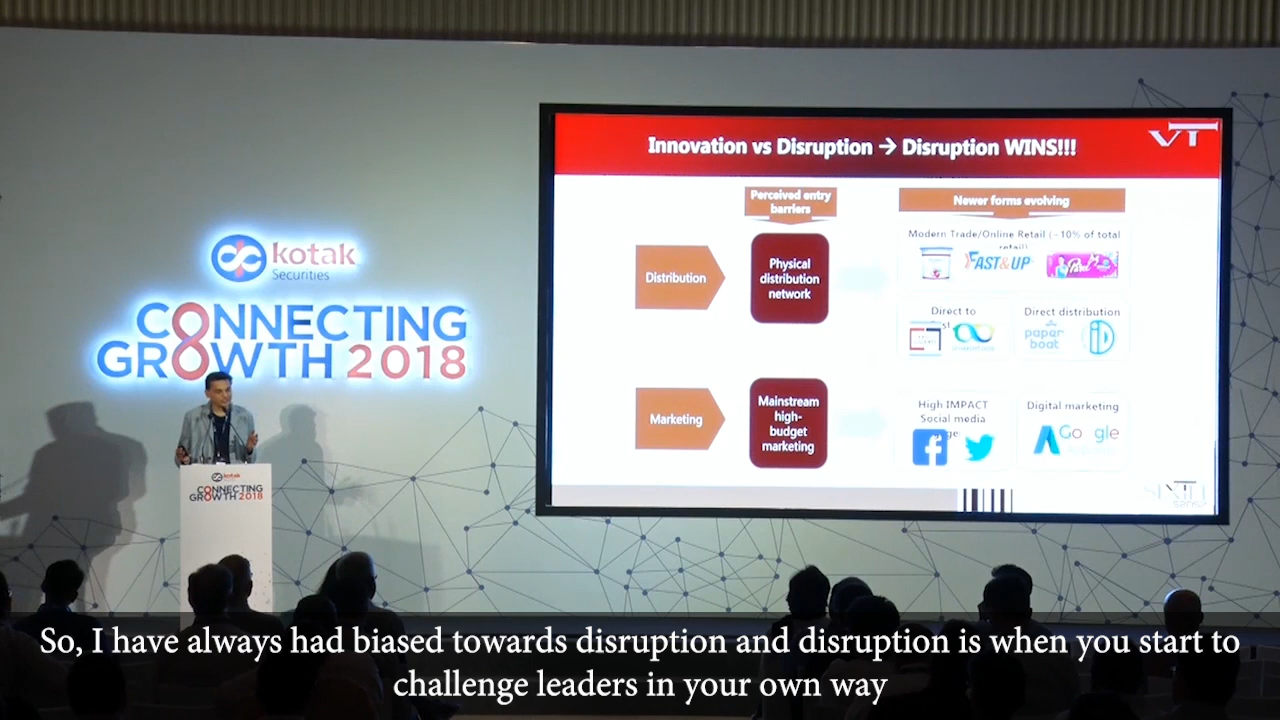 kotak
Securities
CONNECTING
GROWTH 2018
kotak
CONNECTING
GROWTH 2018
VT
Innovation vs Disruption → Disruption WINS!!!
Perceived entry
barriers
Newer forms evolving
Distribution
Physical
distribution
network
Modern Trade/Online Retail (~10% of total
retail)
FAST&UP
Direct to
Direct distribution
paper
boat
iD
Marketing
Mainstream
high-
budget
marketing
High IMPACT
Social media
Digital marketing
Google
So, I have always had biased towards disruption and disruption is when you start to
challenge leaders in your own way